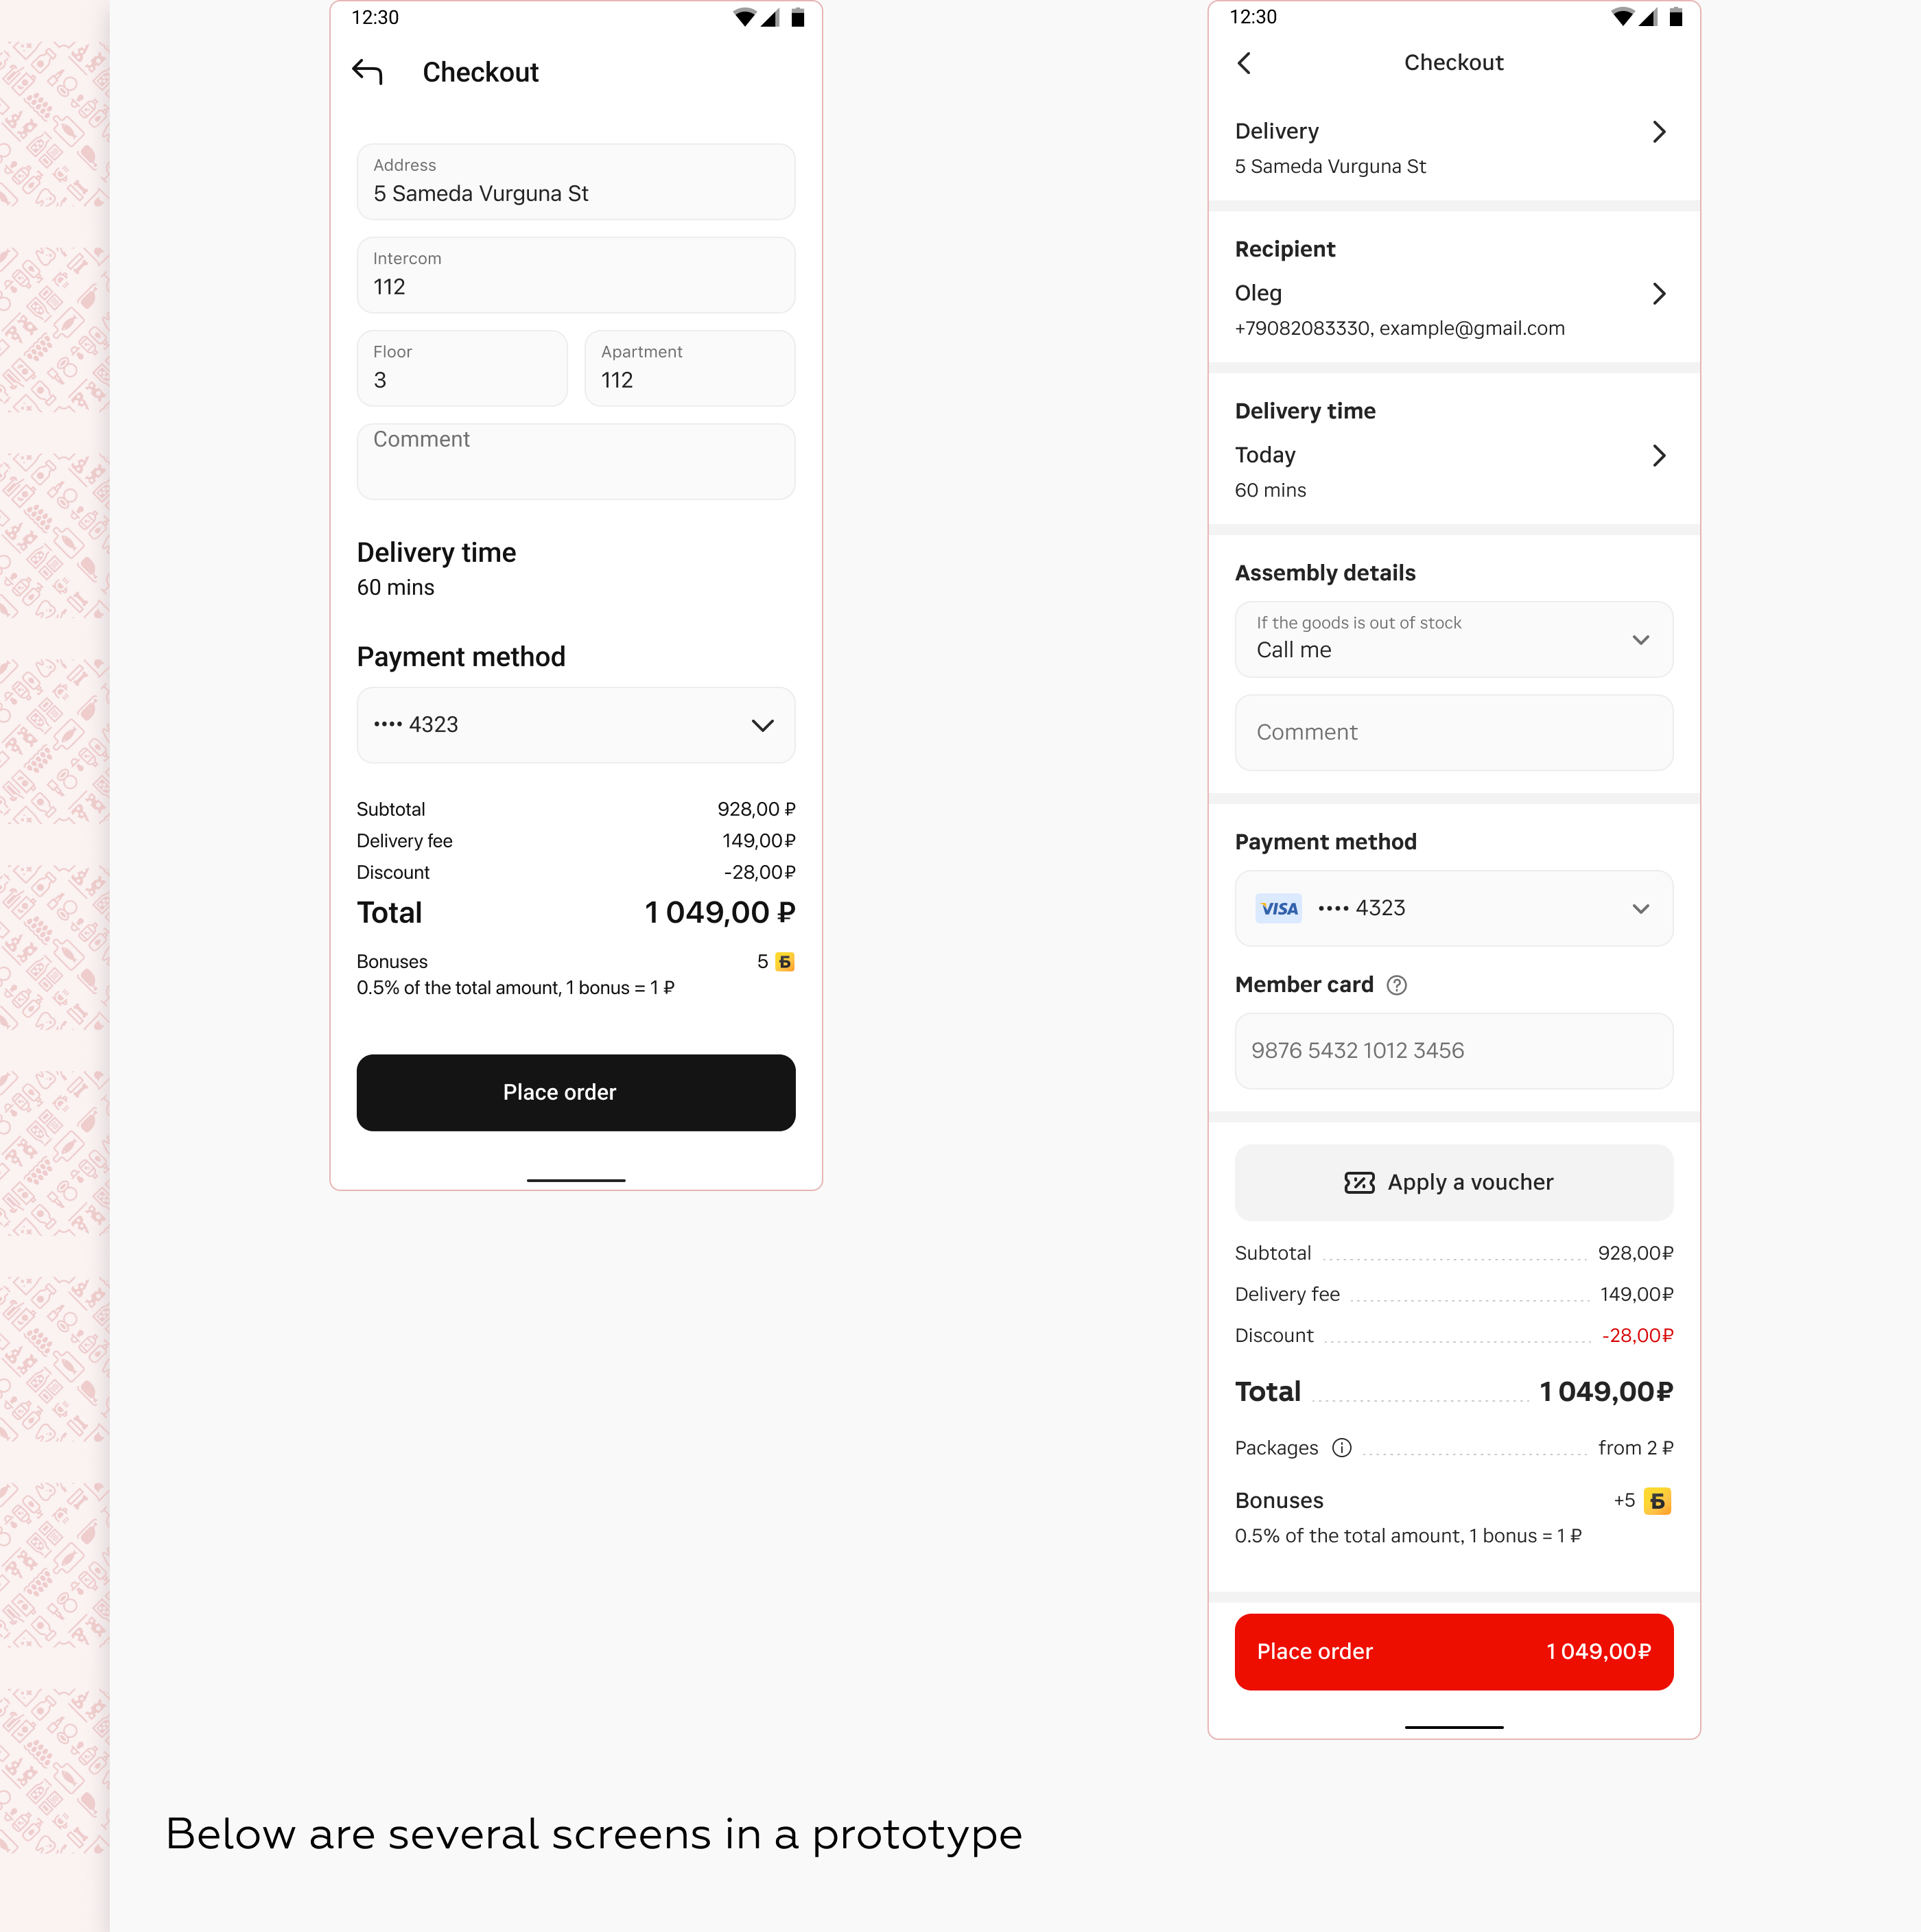 12:30
Checkout
Address
5 Sameda Vurguna St
Intercom
112
Floor
3
Apartment
112
Comment
Delivery time
60 mins
Payment method
•••• 4323
Subtotal 928,00 ₽
Delivery fee 149,00₽
Discount -28,00₽
Total 1 049,00 ₽
Bonuses 5 Б
0.5% of the total amount, 1 bonus = 1 ₽
Place order
12:30
Checkout
Delivery
5 Sameda Vurguna St
Recipient
Oleg
+79082083330, example@gmail.com
Delivery time
Today
60 mins
Assembly details
If the goods is out of stock
Call me
Comment
Payment method
VISA •••• 4323
Member card ?
9876 5432 1012 3456
Apply a voucher
Subtotal 928,00₽
Delivery fee 149,00₽
Discount -28,00₽
Total 1 049,00₽
Packages from 2 ₽
Bonuses +5 Б
0.5% of the total amount, 1 bonus = 1 ₽
Place order 1 049,00₽
Below are several screens in a prototype